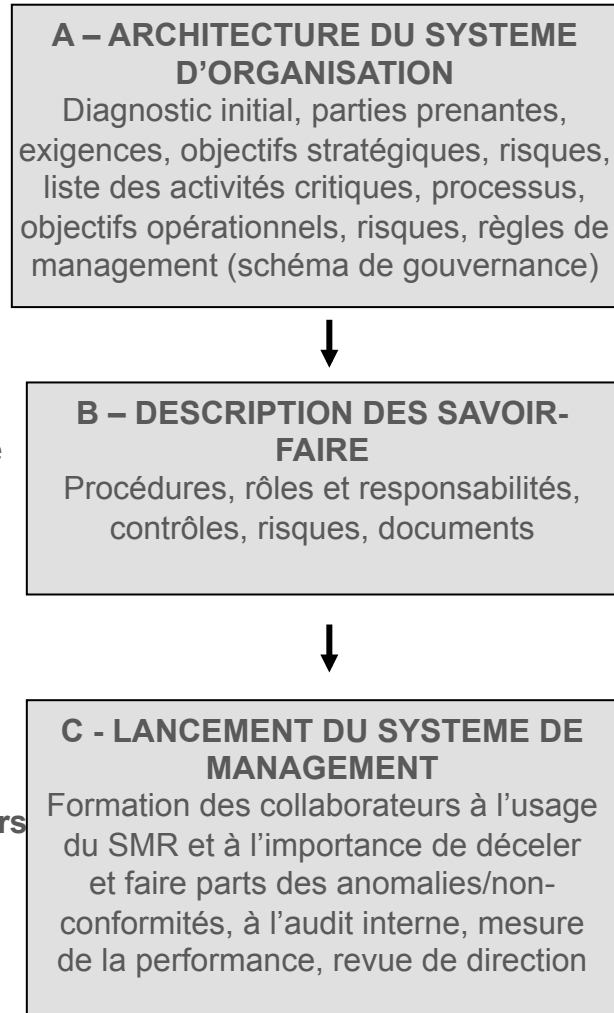 A – ARCHITECTURE DU SYSTEME
D’ORGANISATION
Diagnostic initial, parties prenantes,
exigences, objectifs stratégiques, risques,
liste des activités critiques, processus,
objectifs opérationnels, risques, règles de
management (schéma de gouvernance)
B – DESCRIPTION DES SAVOIR-
FAIRE
Procédures, rôles et responsabilités,
contrôles, risques, documents
C - LANCEMENT DU SYSTEME DE
MANAGEMENT
Formation des collaborateurs à l’usage
du SMR et à l’importance de déceler
et faire parts des anomalies/non-
conformités, à l’audit interne, mesure
de la performance, revue de direction